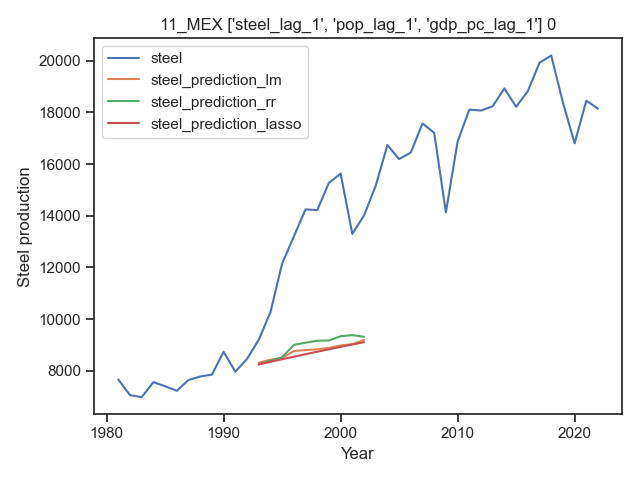 11_MEX ['steel_lag_1', 'pop_lag_1', 'gdp_pc_lag_1'] 0
steel
steel_prediction_lm
steel_prediction_rr
steel_prediction_lasso
Steel production
20000
18000
16000
14000
12000
10000
8000
1980
1990
2000
2010
2020
Year